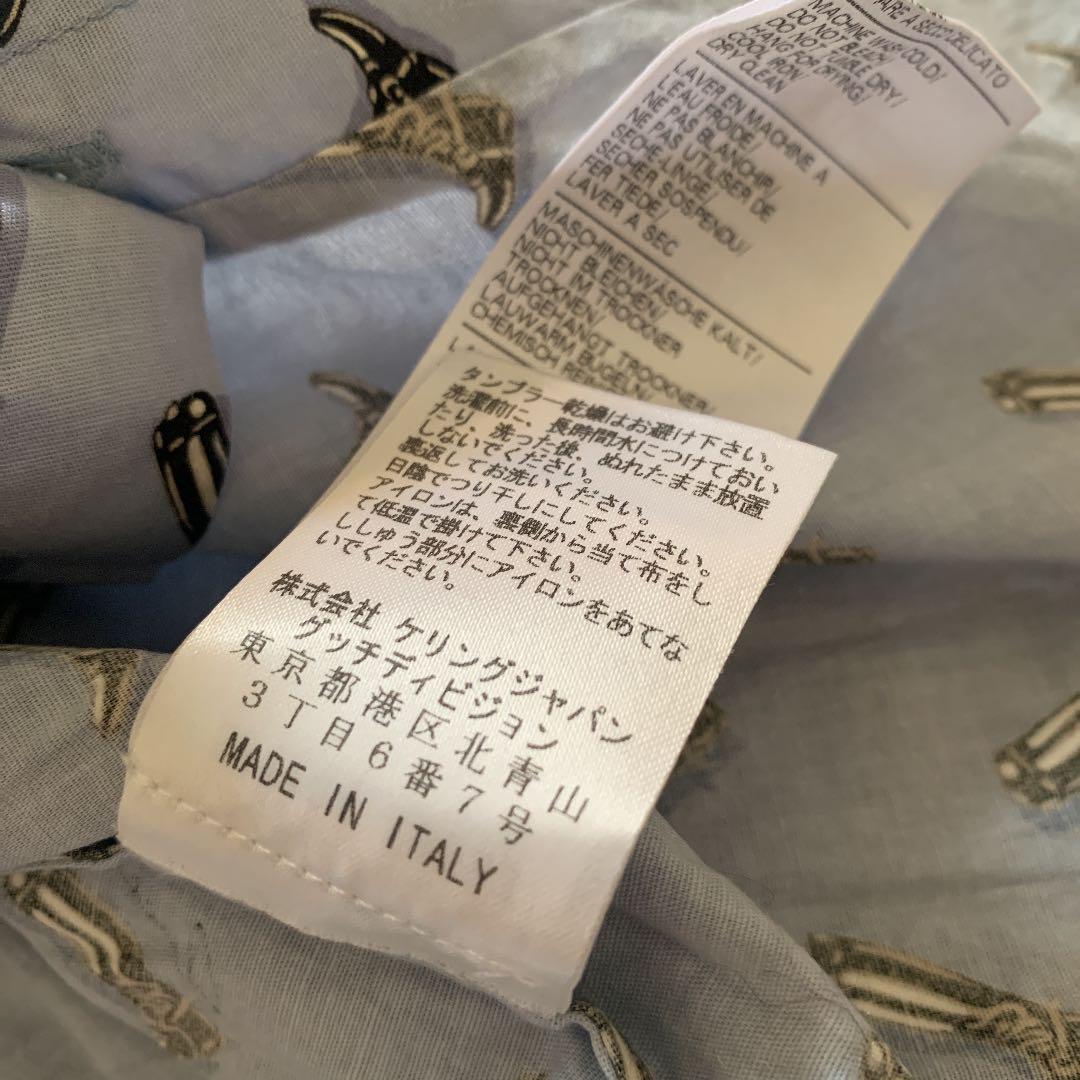 ARE A SECCO DELICATO
MACHINE WASH COLD/
DO NOT BLEACH/
DO NOT TUMBLE DRY/
HANG FOR DRYING/
COOL IRON/
DRY CLEAN
LAVER EN MACHINE A
L'EAU FROIDE/
NE PAS BLANCHIR/
NE PAS UTILISER DE
SECHE-LINGE/
SECHER SUSPENDU/
FER TIEDE/
LAVER A SEC
MASCHINENWÄSCHE KALT/
NICHT BLEICHEN/
NICHT IM TROCKNER
TROCKNEN/
AUFGEHÄNGT TROCKNEN/
LAUWARM BÜGELN/
CHEMISCH REINIGEN
タンブラー乾燥はお避け下さい。
洗濯前に、長時間水につけておい
たり、洗った後、ぬれたまま放置
しないでください。
裏返してお洗いください。
日陰でつり干しにしてください。
アイロンは、裏側から当て布をし
て低温で掛けて下さい。
ししゅう部分にアイロンをあてな
いでください。
株式会社 ケリングジャパン
グッチディビジョン
東京都港区北青山
3丁目6番7号
MADE IN ITALY